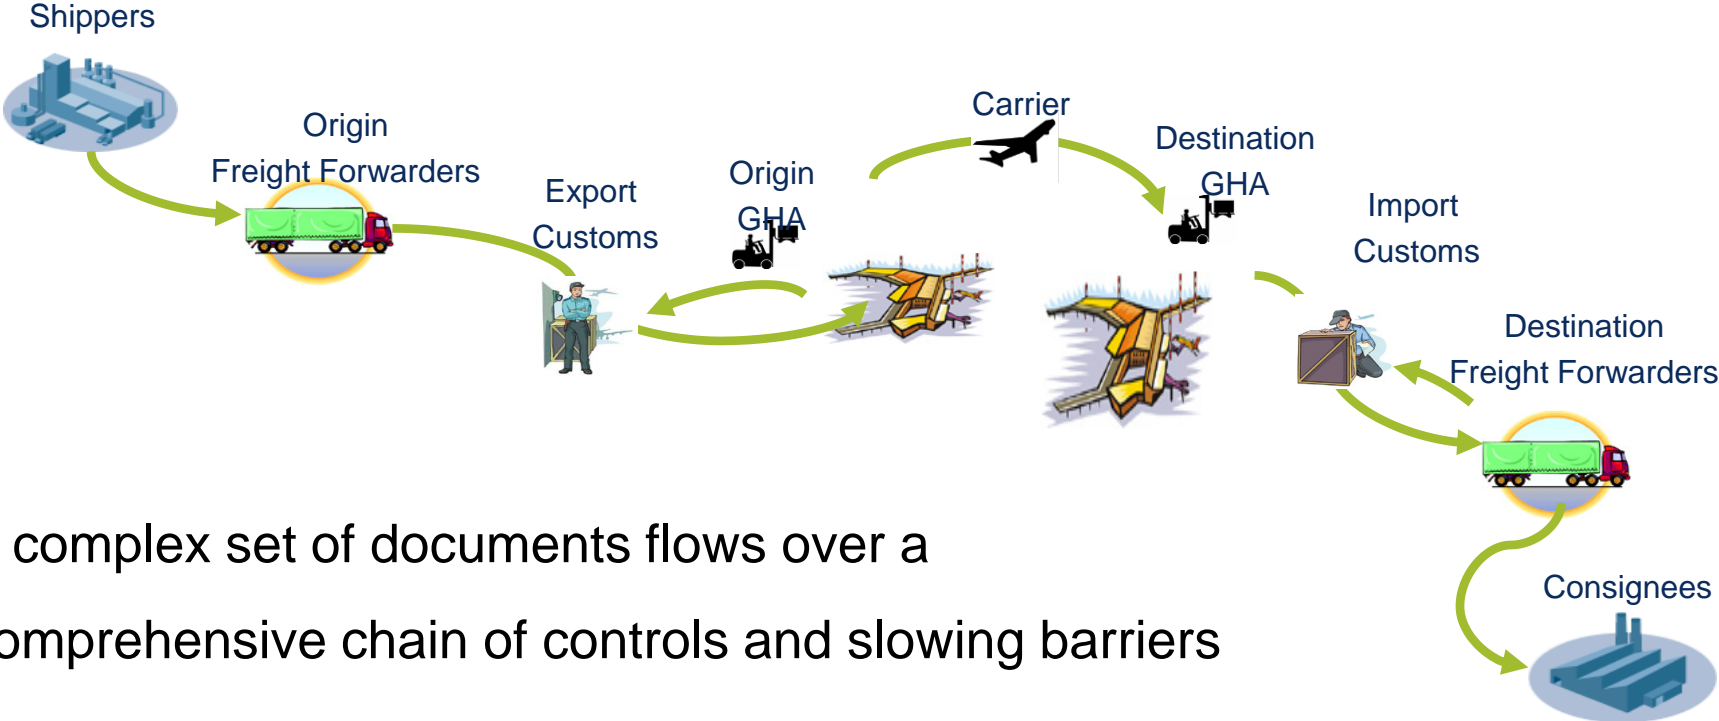 Shippers
Origin
Freight Forwarders
Export
Customs
Origin
GHA
Carrier
Destination
GHA
Import
Customs
Destination
Freight Forwarders
complex set of documents flows over a
omprehensive chain of controls and slowing barriers
Consignees